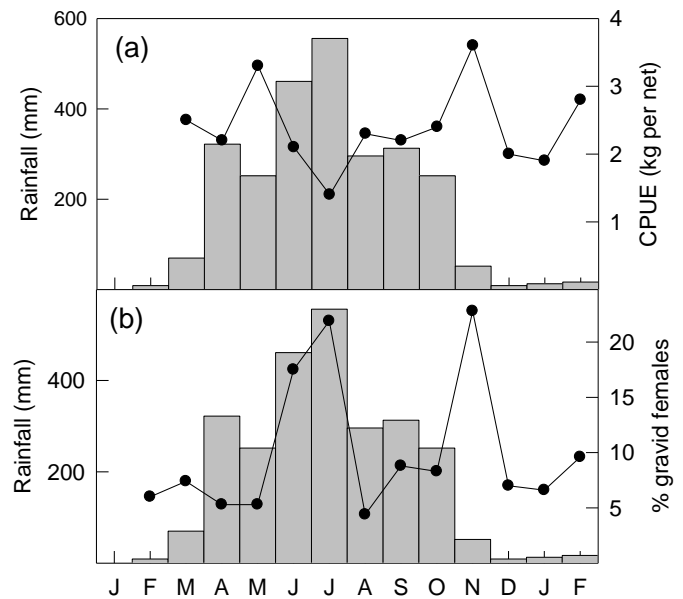 600
400
200
Rainfall (mm)
(a)
4
3
2
1
CPUE (kg per net)
400
200
Rainfall (mm)
(b)
20
15
10
5
% gravid females
J F M A M J J A S O N D J F